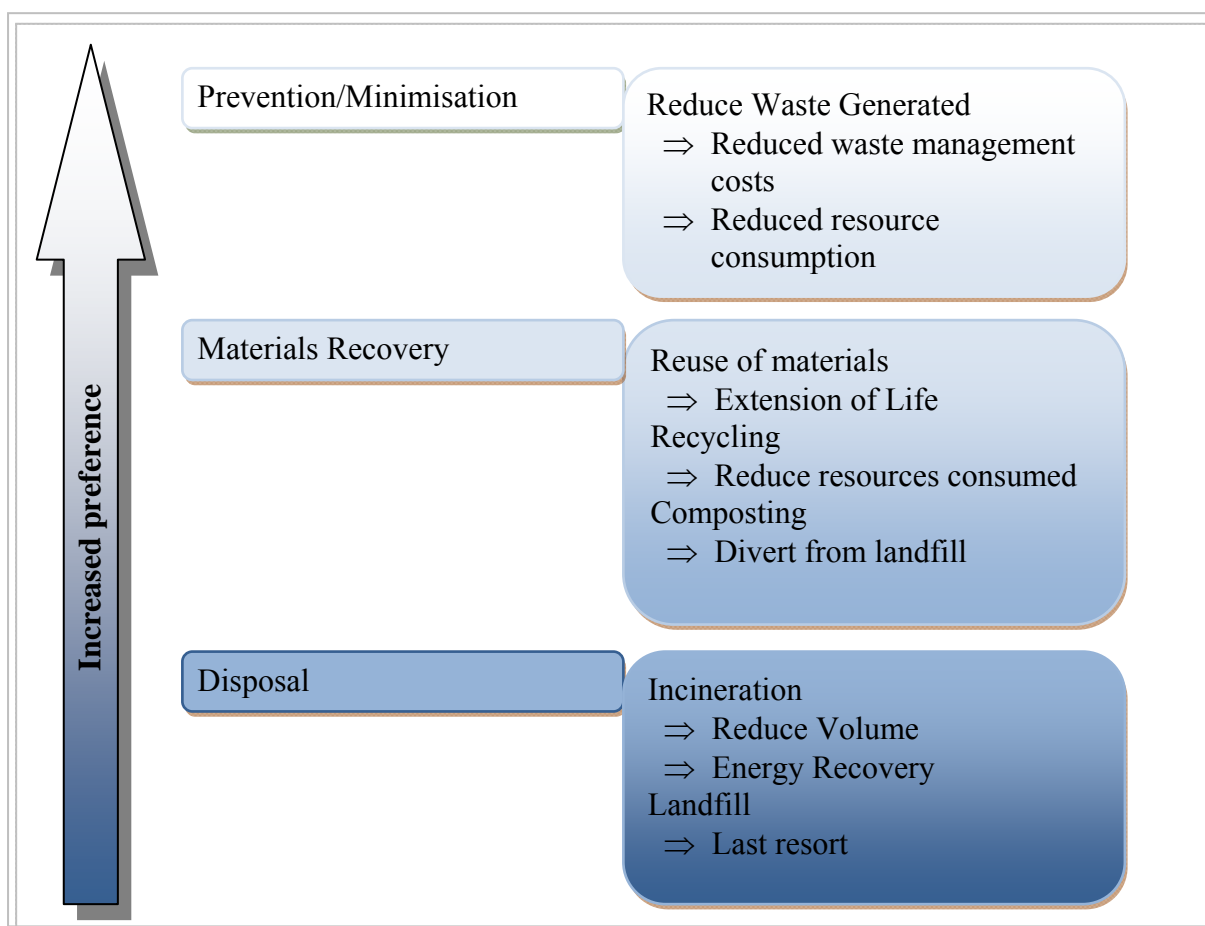 Increased preference
Prevention/Minimisation
Reduce Waste Generated
⇒ Reduced waste management
costs
⇒ Reduced resource
consumption
Materials Recovery
Reuse of materials
⇒ Extension of Life
Recycling
⇒ Reduce resources consumed
Composting
⇒ Divert from landfill
Disposal
Incineration
⇒ Reduce Volume
⇒ Energy Recovery
Landfill
⇒ Last resort